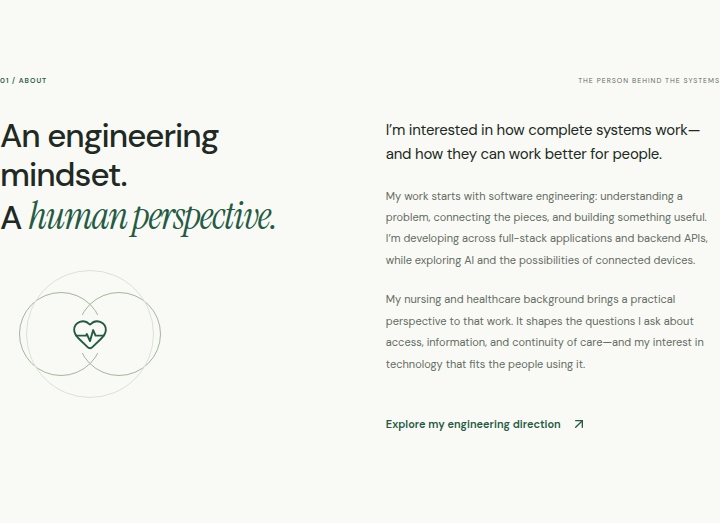 01 / ABOUT
THE PERSON BEHIND THE SYSTEMS
An engineering
mindset.
A human perspective.
I’m interested in how complete systems work—
and how they can work better for people.
My work starts with software engineering: understanding a
problem, connecting the pieces, and building something useful.
I’m developing across full-stack applications and backend APIs,
while exploring AI and the possibilities of connected devices.
My nursing and healthcare background brings a practical
perspective to that work. It shapes the questions I ask about
access, information, and continuity of care—and my interest in
technology that fits the people using it.
Explore my engineering direction